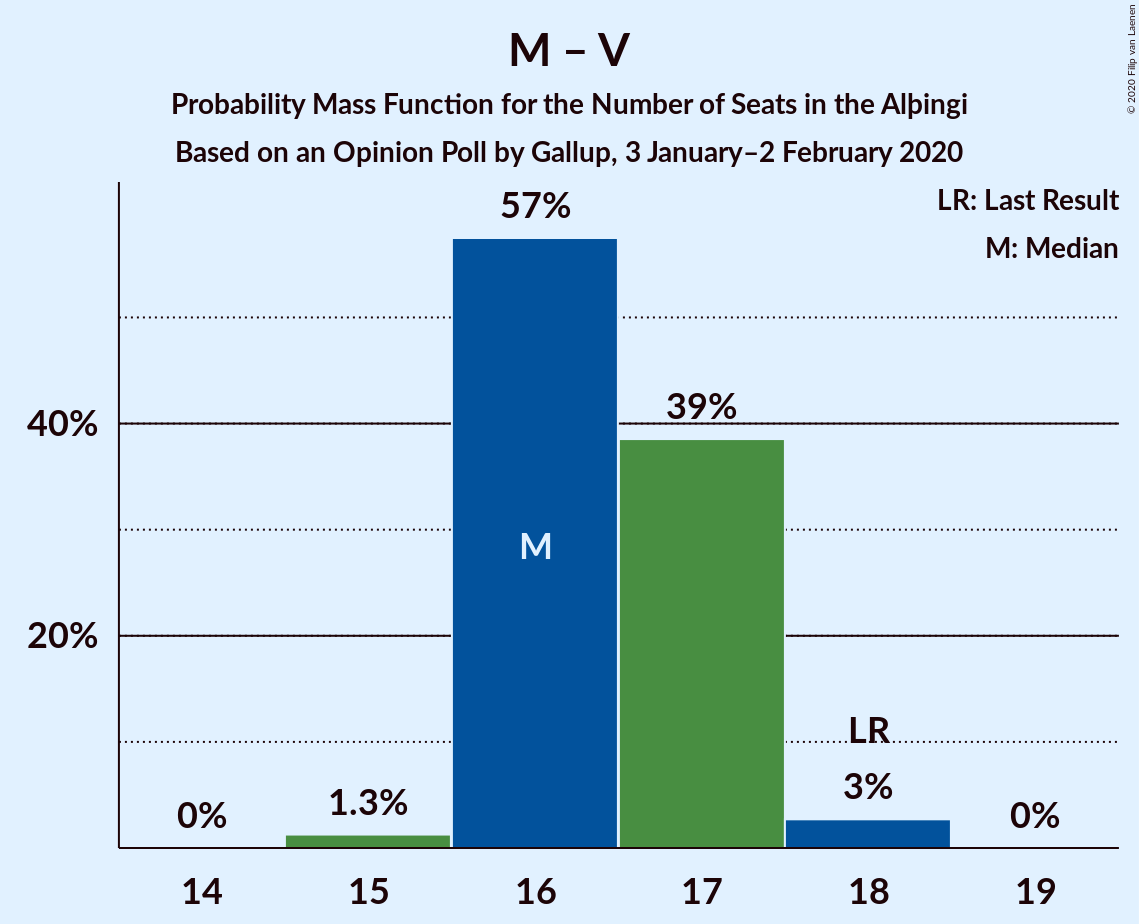 M – V
Probability Mass Function for the Number of Seats in the Alþingi
Based on an Opinion Poll by Gallup, 3 January–2 February 2020
© 2020 Filip van Laenen
LR: Last Result
M: Median
57%
39%
40%
M
20%
LR
3%
1.3%
0%
0%
14
15
16
17
18
19